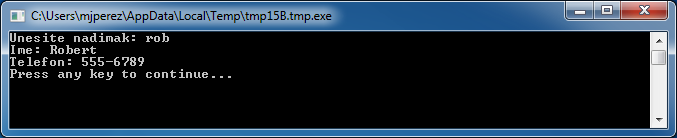 C:\Users\mjperez\AppData\Local\Temp\tmp15B.tmp.exe
Unesite nadimak: rob
Ime: Robert
Telefon: 555-6789
Press any key to continue...